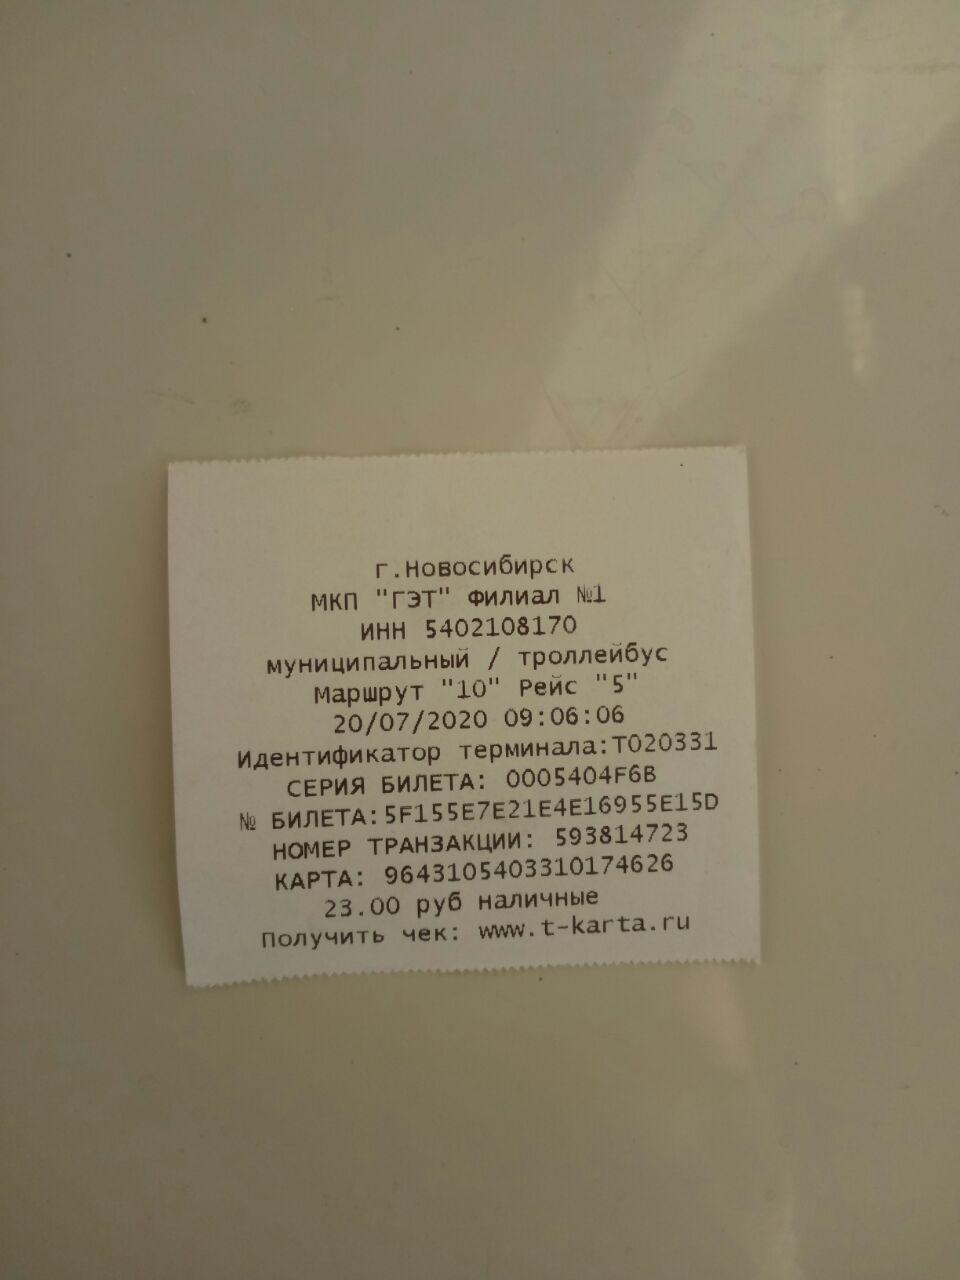 г.Новосибирск
МКП "ГЭТ" Филиал №1
ИНН 5402108170
муниципальный / троллейбус
Маршрут "10" Рейс "5"
20/07/2020 09:06:06
Идентификатор терминала:T020331
СЕРИЯ БИЛЕТА: 0005404F6B
№ БИЛЕТА:5F155E7E21E4E16955E15D
НОМЕР ТРАНЗАКЦИИ: 593814723
КАРТА: 9643105403310174626
23.00 руб наличные
Получить чек: www.t-karta.ru